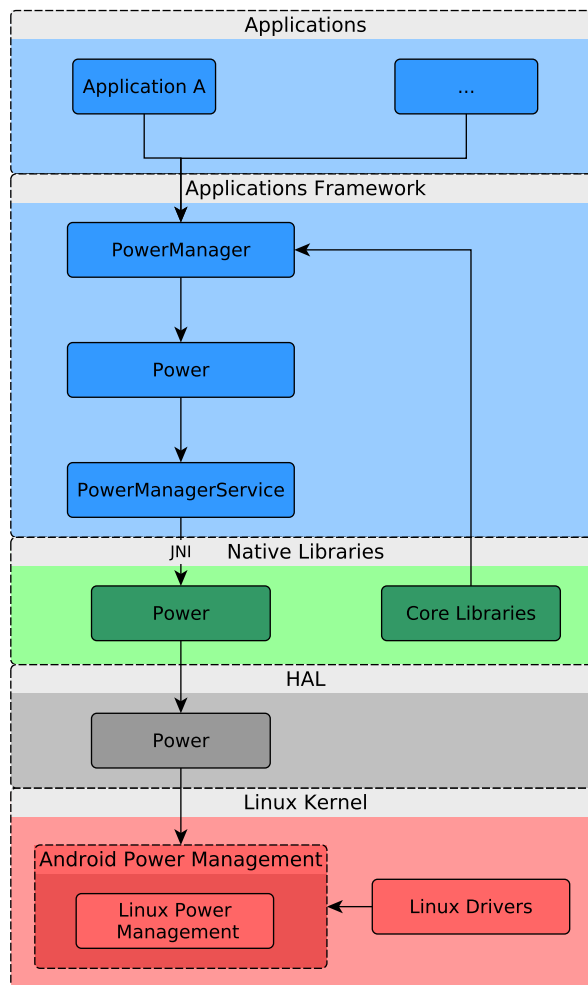 Applications
Application A
...
Applications Framework
PowerManager
Power
PowerManagerService
JNI
Native Libraries
Power
Core Libraries
HAL
Power
Linux Kernel
Android Power Management
Linux Power
Management
Linux Drivers